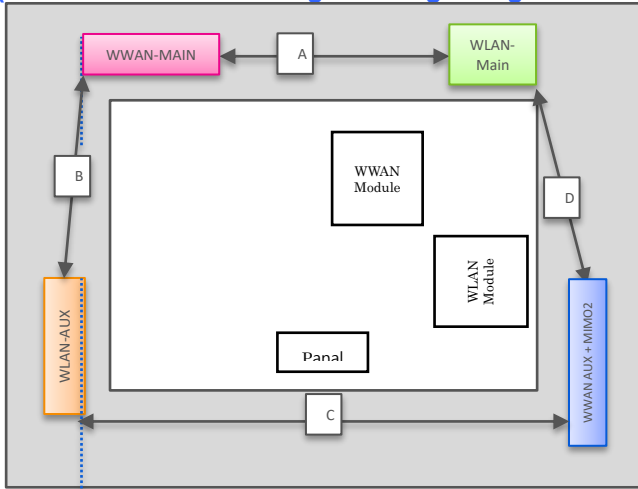 WWAN-MAIN
A
WLAN-
Main
WWAN
Module
B
D
WLAN
Module
WLAN-AUX
WWAN AUX + MIMO2
Panal
C